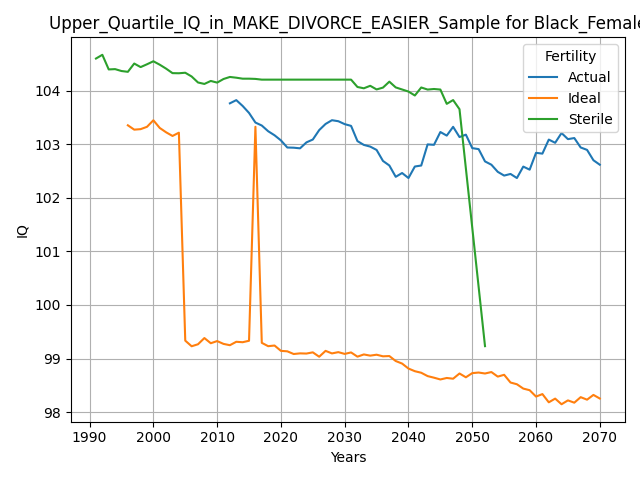 Upper_Quartile_IQ_in_MAKE_DIVORCE_EASIER_Sample for Black_Female
Fertility
Actual
Ideal
Sterile
IQ
104
103
102
101
100
99
98
1990 2000 2010 2020 2030 2040 2050 2060 2070
Years